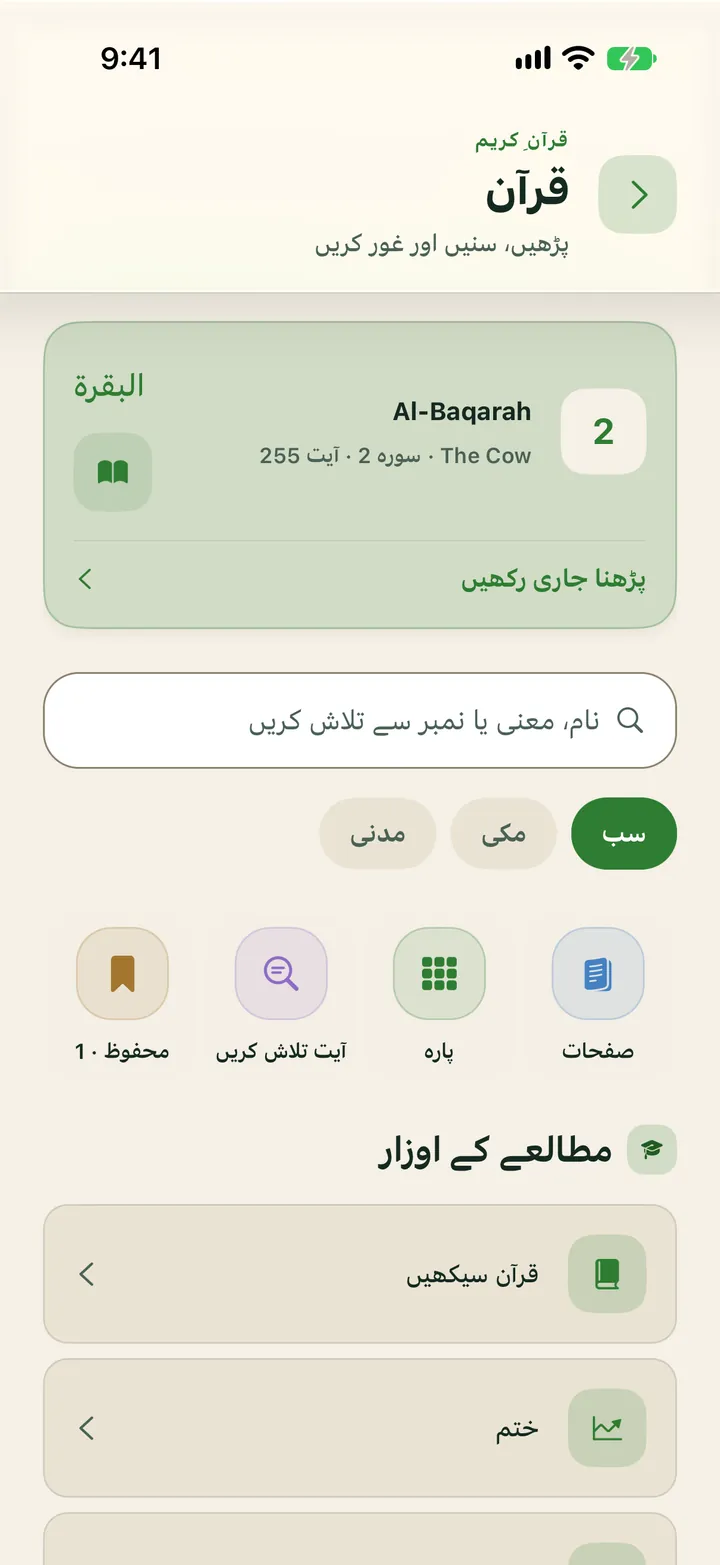 9:41
قرآنِ کریم
قرآن
پڑھیں، سنیں اور غور کریں
2
Al-Baqarah
The Cow · سورہ 2 · آیت 255
البقرة
پڑھنا جاری رکھیں
نام، معنی یا نمبر سے تلاش کریں
سب
مکی
مدنی
صفحات
پارہ
آیت تلاش کریں
محفوظ · 1
مطالعے کے اوزار
قرآن سیکھیں
ختم